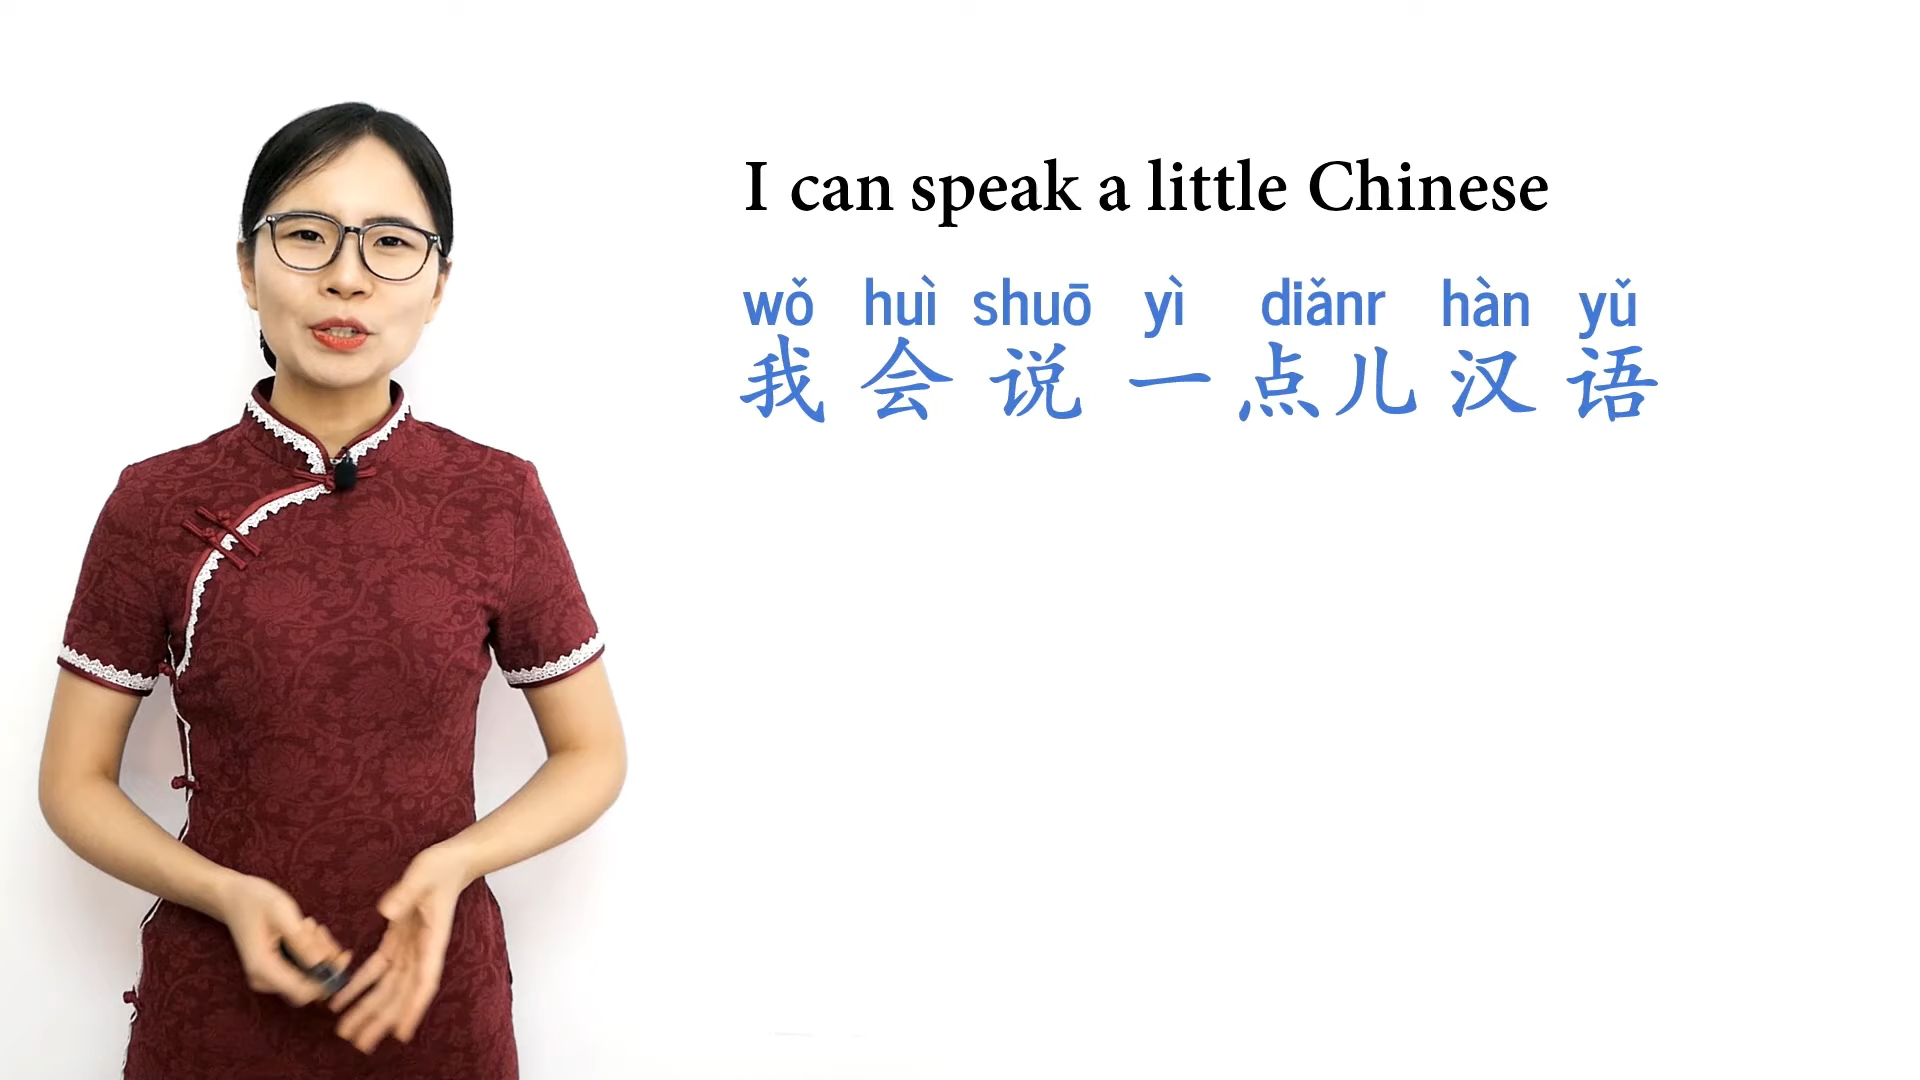 I can speak a little Chinese
wǒ huì shuō yì diǎnr hàn yǔ
我会说一点儿汉语